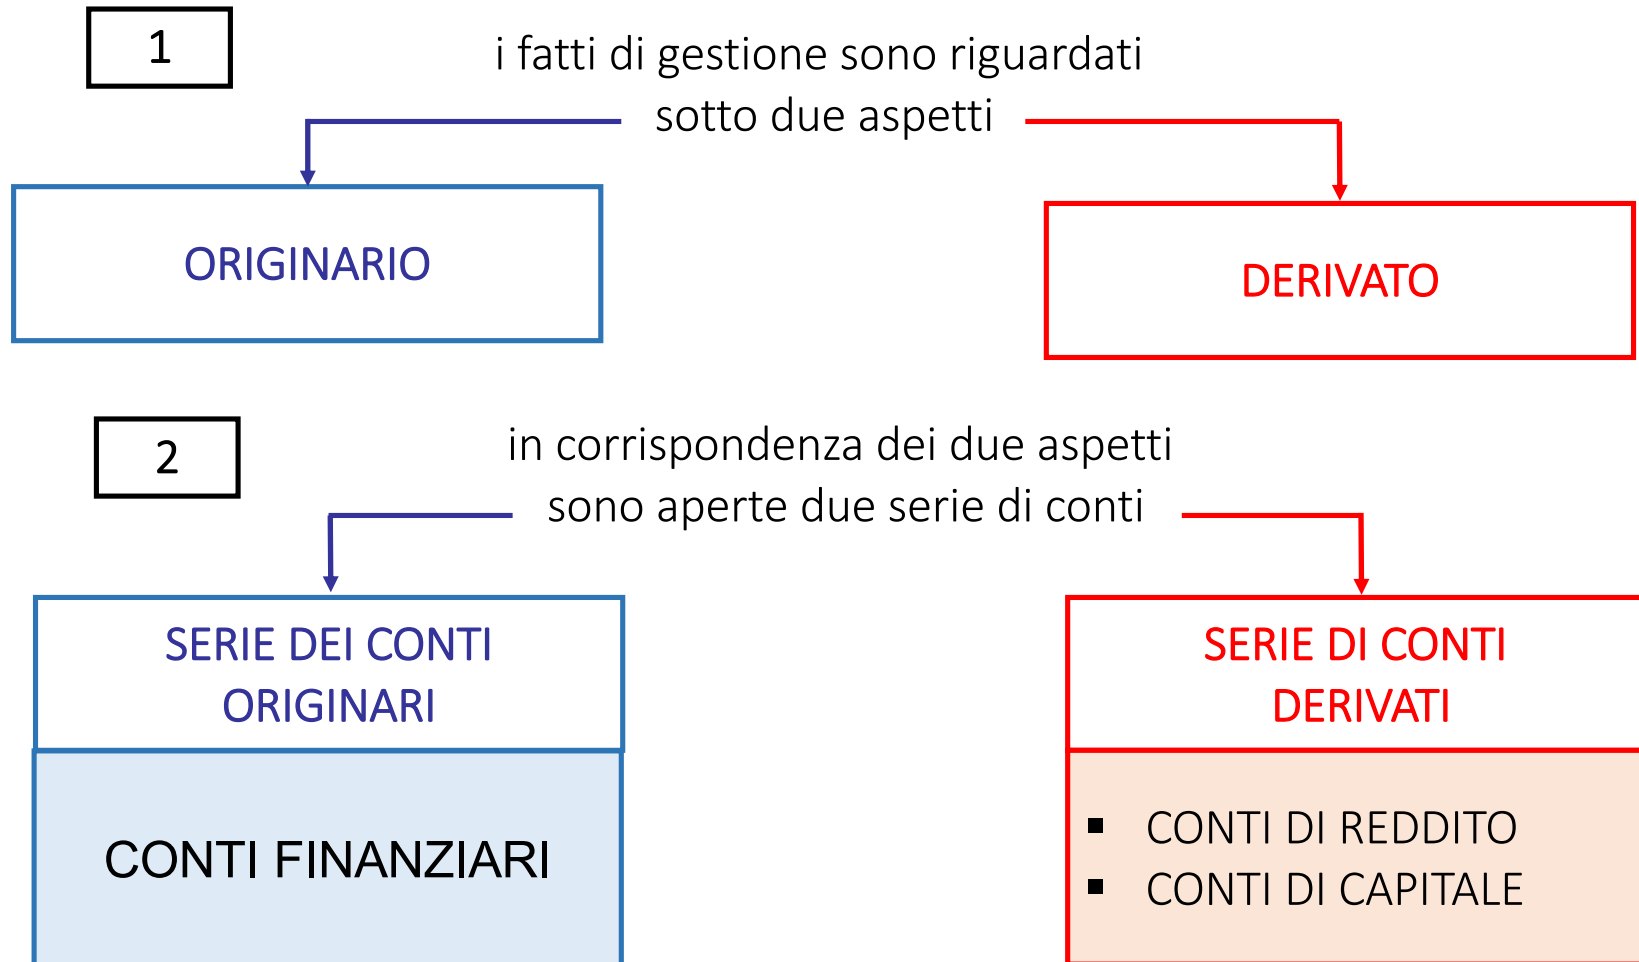 1
i fatti di gestione sono riguardati
sotto due aspetti
ORIGINARIO
DERIVATO
2
in corrispondenza dei due aspetti
sono aperte due serie di conti
SERIE DEI CONTI
ORIGINARI
CONTI FINANZIARI
SERIE DI CONTI
DERIVATI
▪ CONTI DI REDDITO
▪ CONTI DI CAPITALE